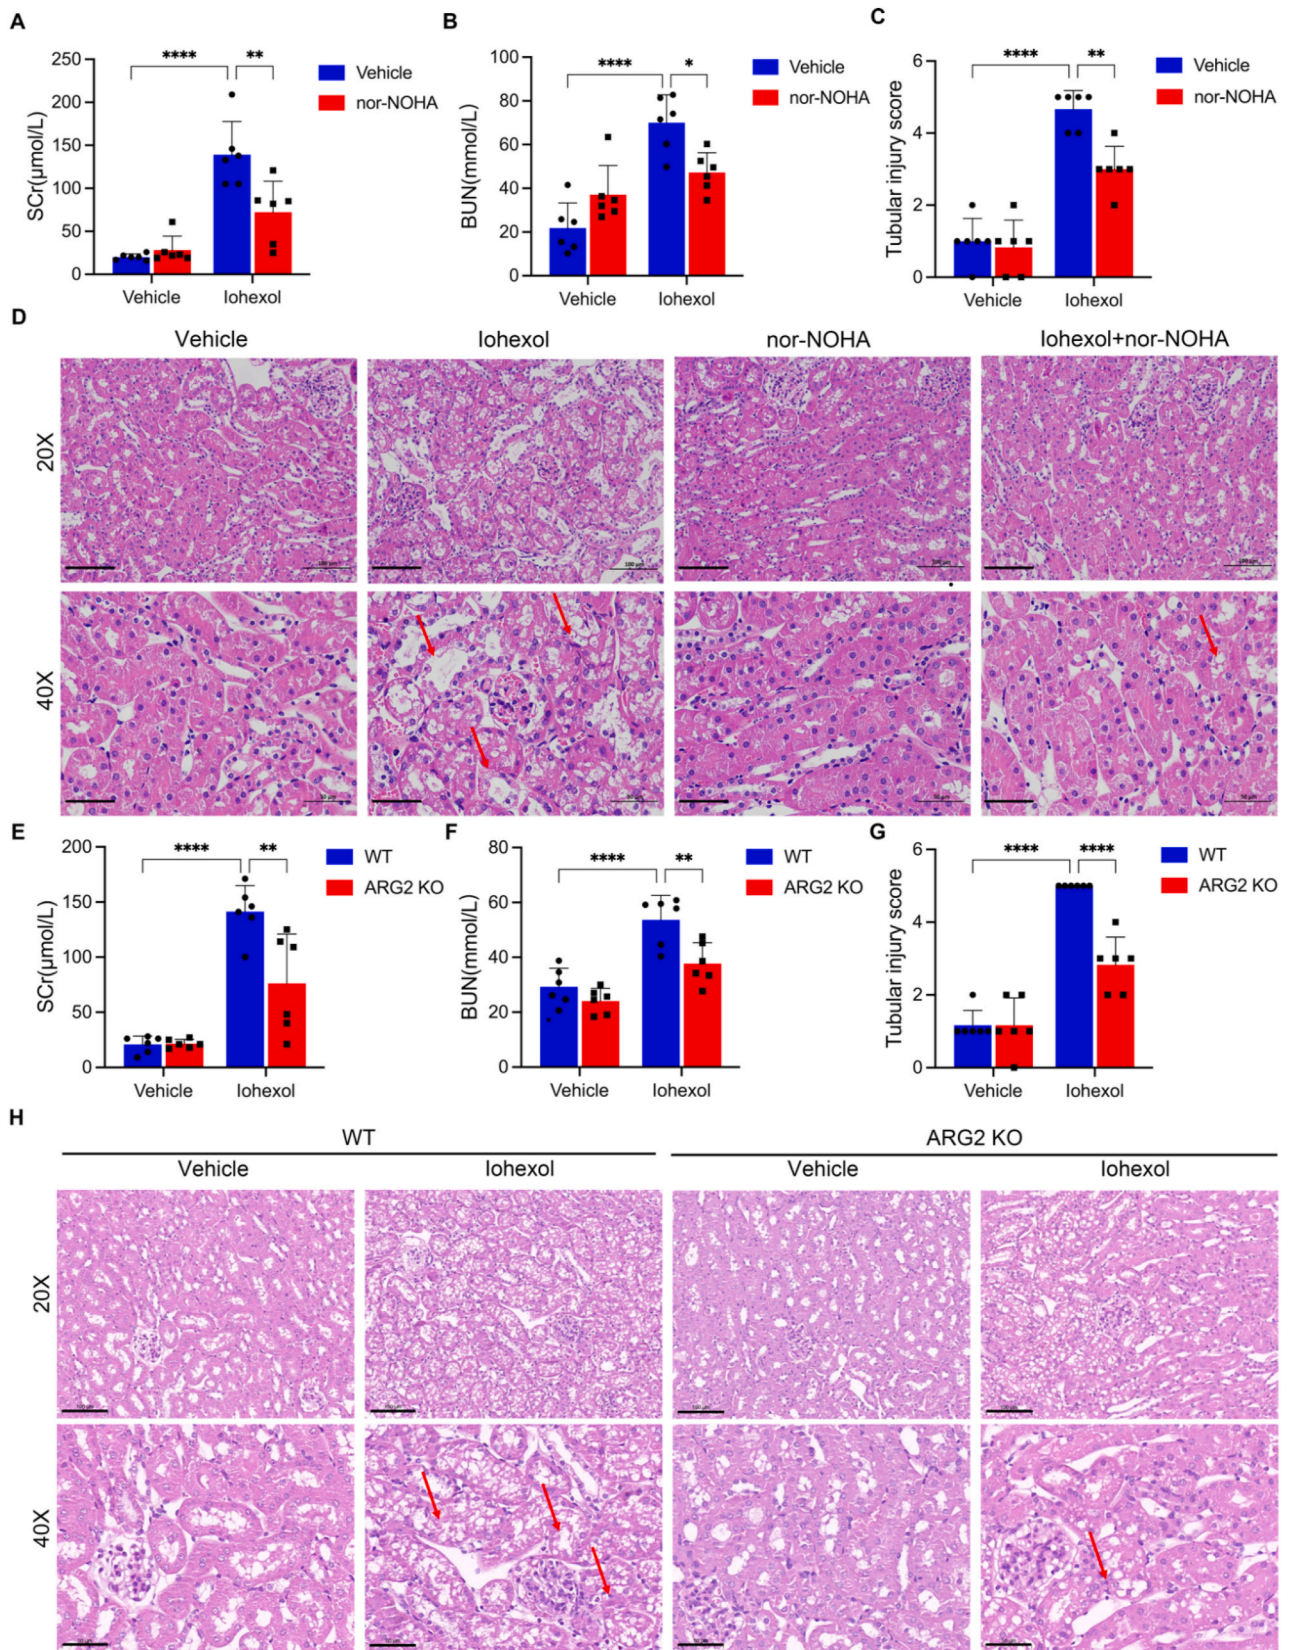 A
SCr(μmol/L)
250
200
150
100
50
0
****
**
Vehicle
nor-NOHA
Vehicle
Iohexol
B
BUN(mmol/L)
100
80
60
40
20
0
****
*
Vehicle
nor-NOHA
Vehicle
Iohexol
C
Tubular injury score
6
4
2
0
****
**
Vehicle
nor-NOHA
Vehicle
Iohexol
D
Vehicle
Iohexol
nor-NOHA
Iohexol+nor-NOHA
20X
100 μm
40X
E
SCr(μmol/L)
200
150
100
50
0
****
**
WT
ARG2 KO
Vehicle
Iohexol
F
BUN(mmol/L)
80
60
40
20
0
****
**
WT
ARG2 KO
Vehicle
Iohexol
G
Tubular injury score
6
4
2
0
****
****
WT
ARG2 KO
Vehicle
Iohexol
H
WT
ARG2 KO
Vehicle
Iohexol
Vehicle
Iohexol
20X
40X